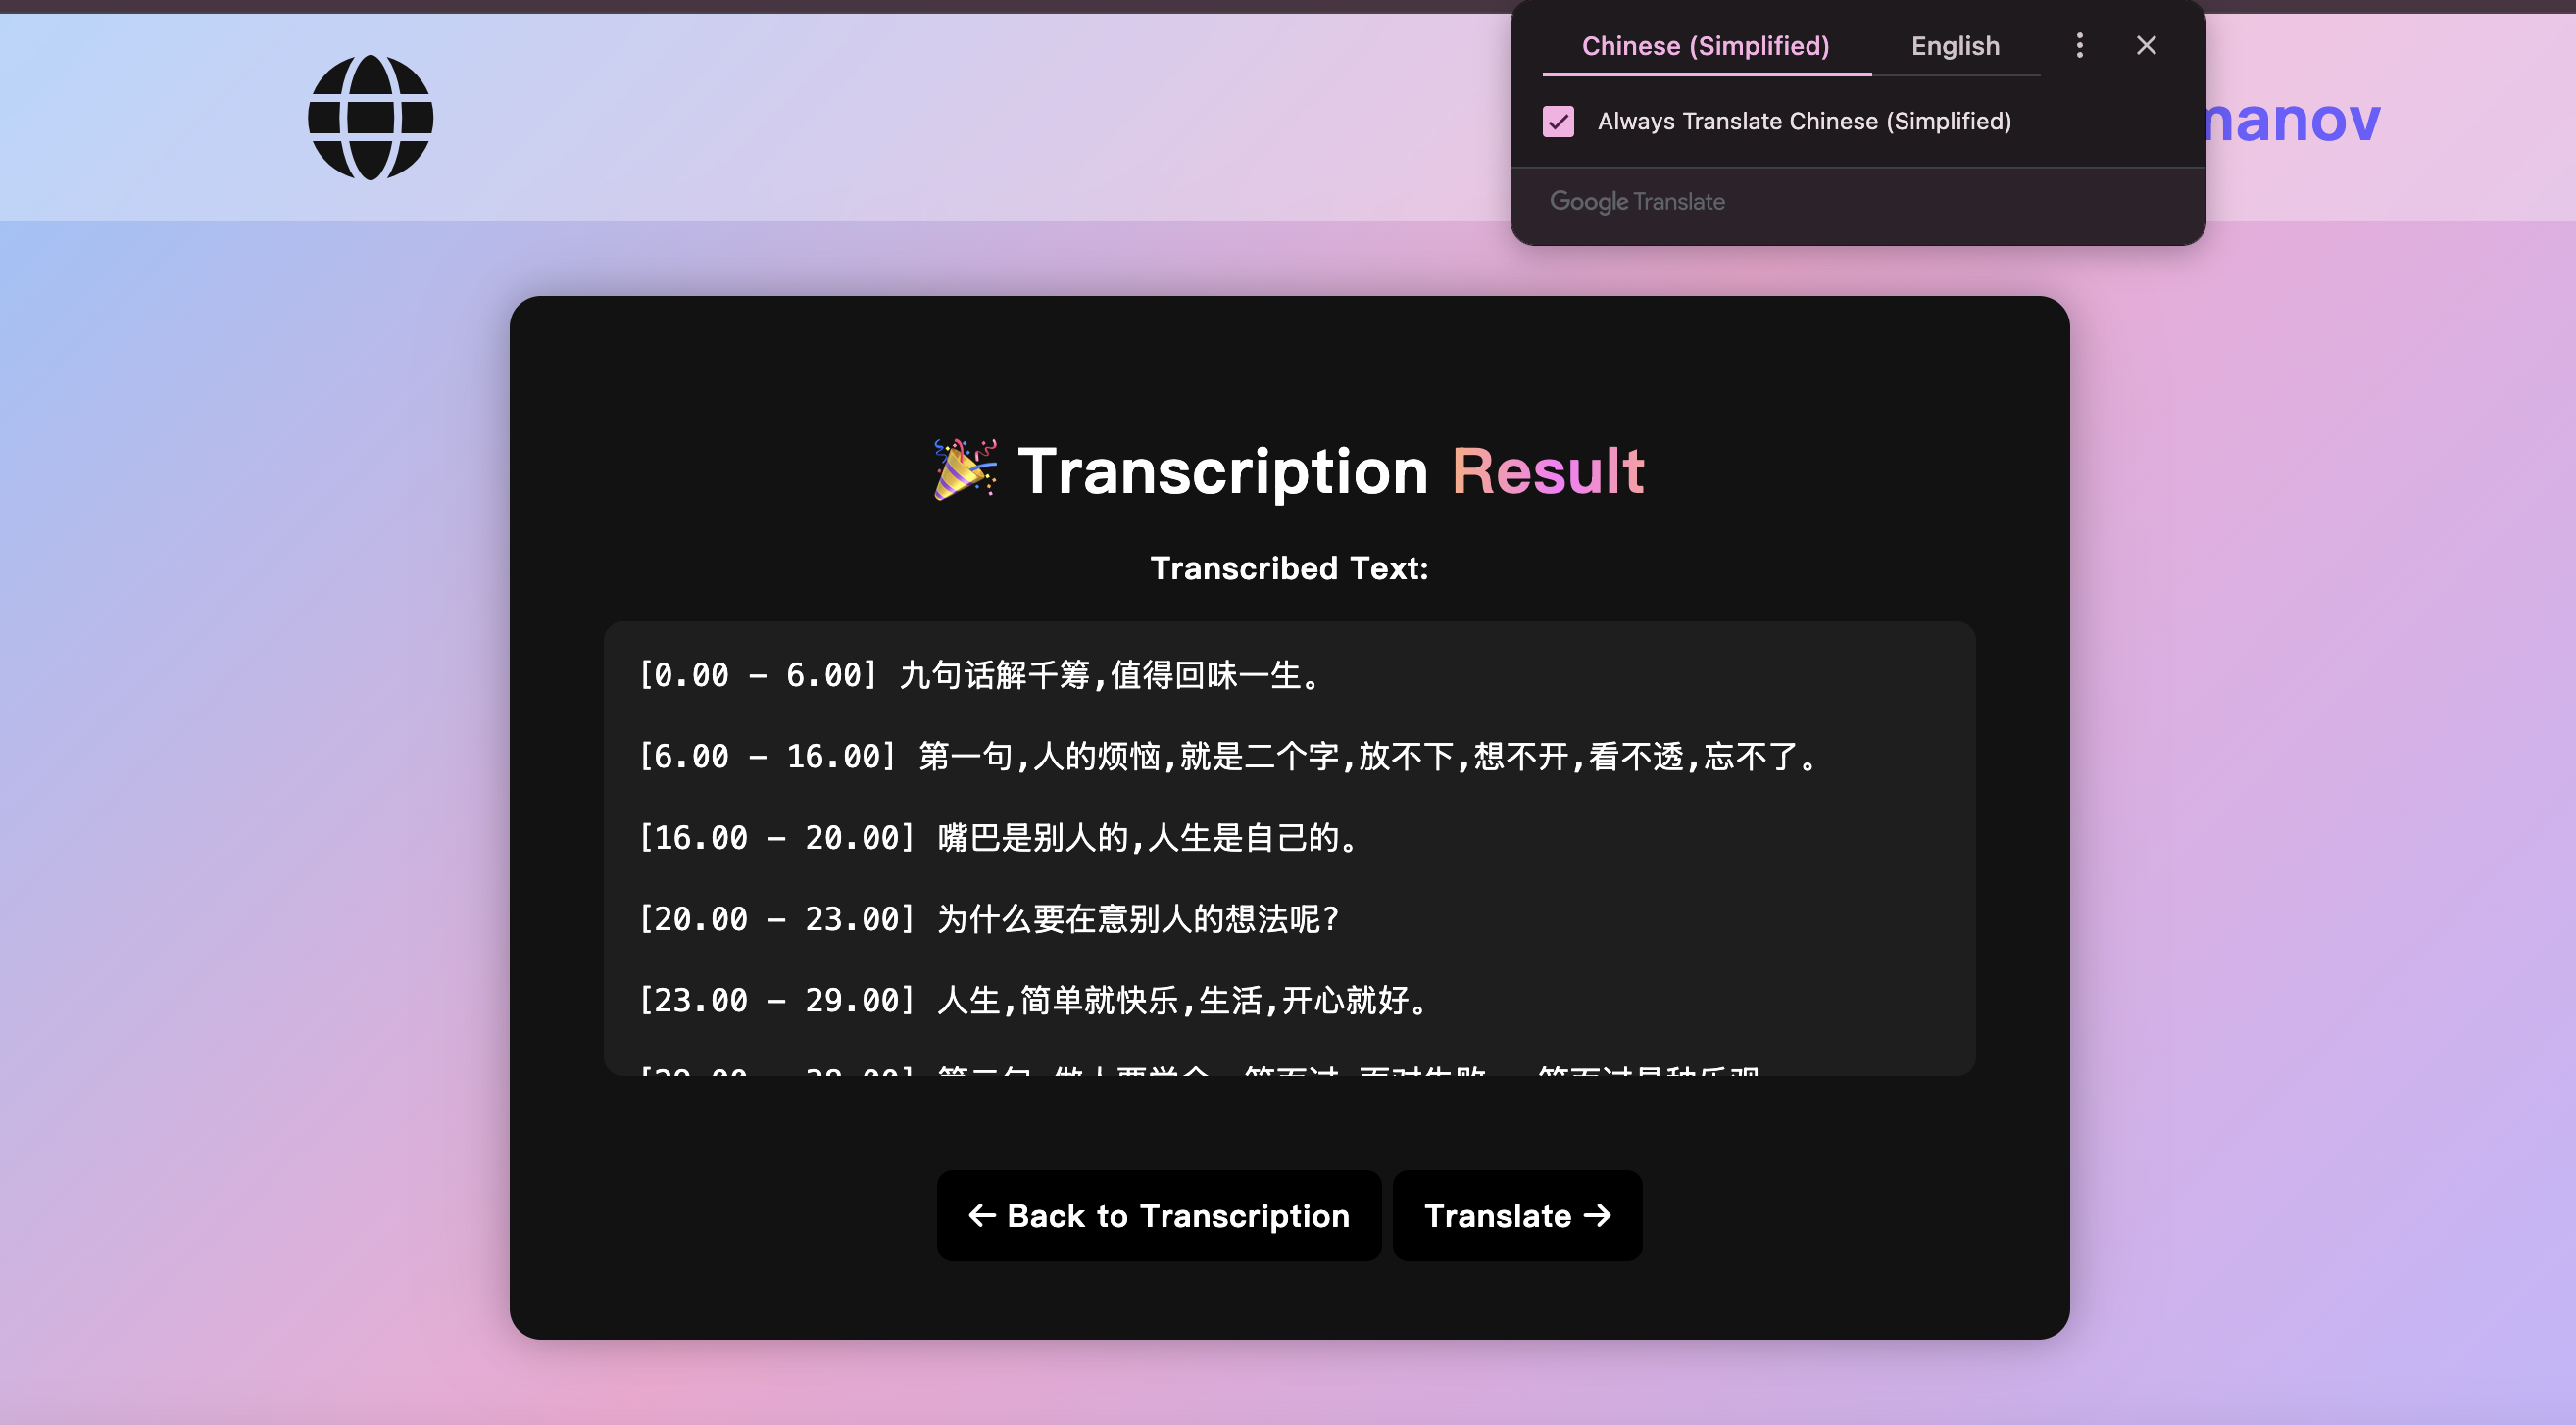 Chinese (Simplified) English
Always Translate Chinese (Simplified)
Google Translate
manov
🎉 Transcription Result
Transcribed Text:
[0.00 – 6.00] 九句话解千筹,值得回味一生。
[6.00 – 16.00] 第一句,人的烦恼,就是二个字,放不下,想不开,看不透,忘不了。
[16.00 – 20.00] 嘴巴是别人的,人生是自己的。
[20.00 – 23.00] 为什么要在意别人的想法呢?
[23.00 – 29.00] 人生,简单就快乐,生活,开心就好。
← Back to Transcription
Translate →